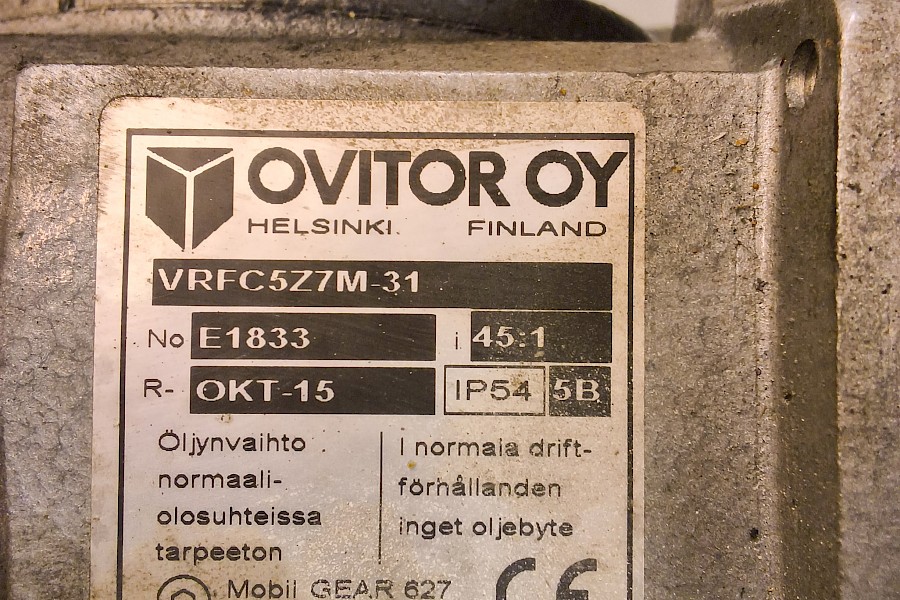 OVITOR OY
HELSINKI. FINLAND
VRFC5Z7M-31
No E1833 i 45:1
R- OKT-15 IP54 5B
Öljynvaihto
normaali-
olosuhteissa
tarpeeton
I normala drift-
förhållanden
inget oljebyte
Mobil GEAR 627 CE